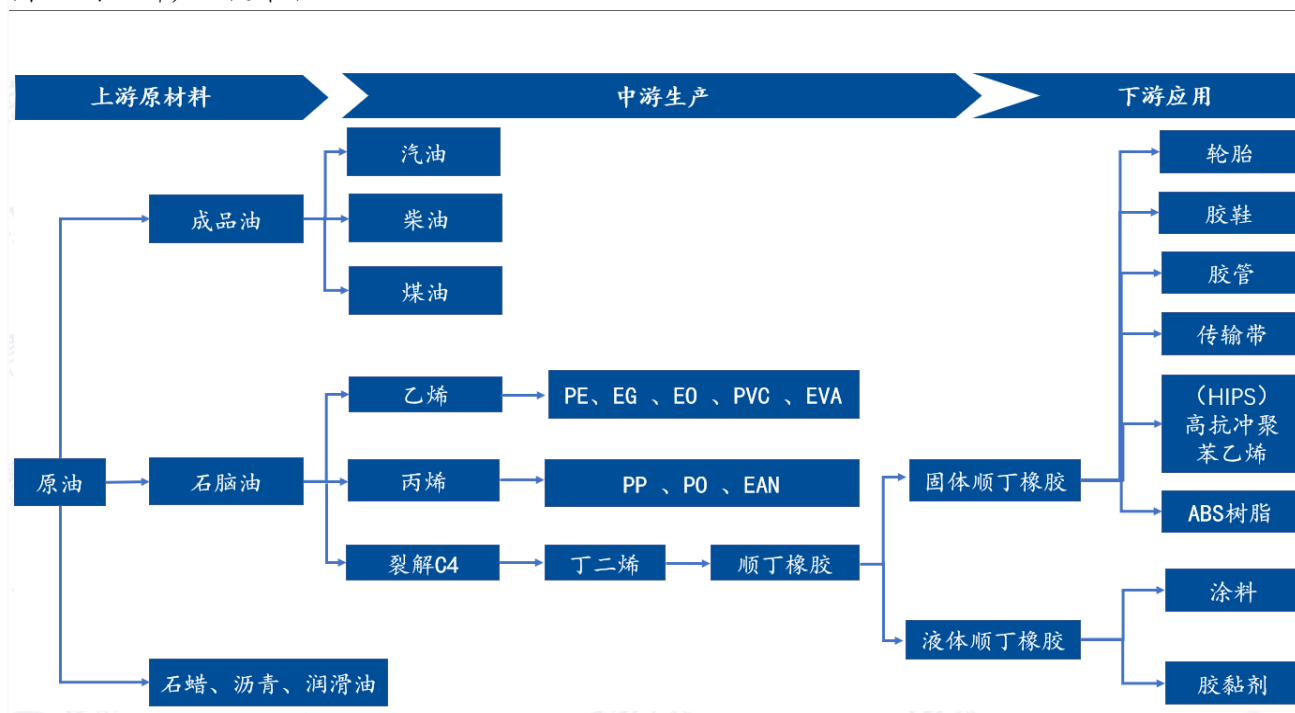 上游原材料
中游生产
下游应用
汽油
轮胎
成品油
柴油
胶鞋
煤油
胶管
传输带
乙烯
PE、EG 、EO 、PVC 、EVA
（HIPS）
高抗冲聚
苯乙烯
原油
石脑油
丙烯
PP 、PO 、EAN
固体顺丁橡胶
ABS树脂
裂解C4
丁二烯
顺丁橡胶
涂料
液体顺丁橡胶
石蜡、沥青、润滑油
胶黏剂